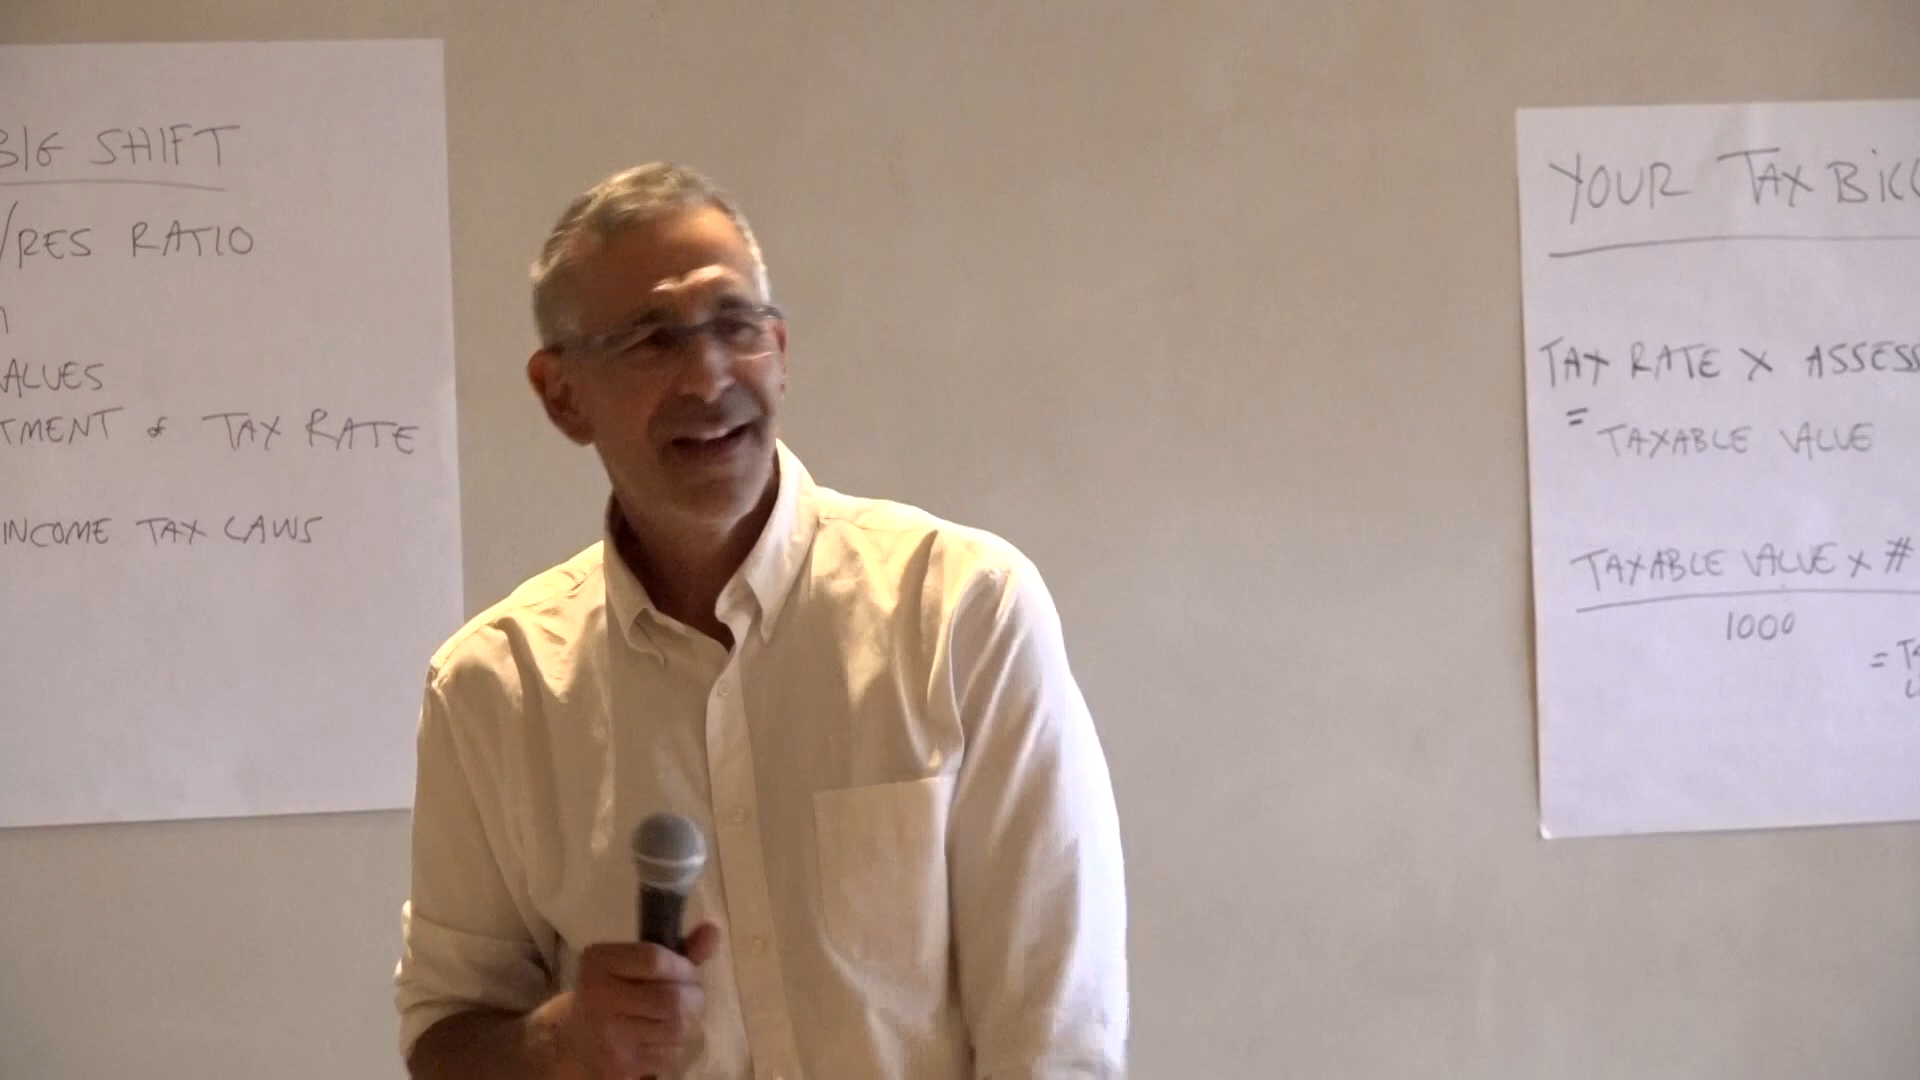 BIG SHIFT
/RES RATIO
ALUES
TMENT & TAX RATE
INCOME TAX LAWS
YOUR TAX BILL
TAX RATE X ASSESS
= TAXABLE VALUE
TAXABLE VALUE X #
1000
=